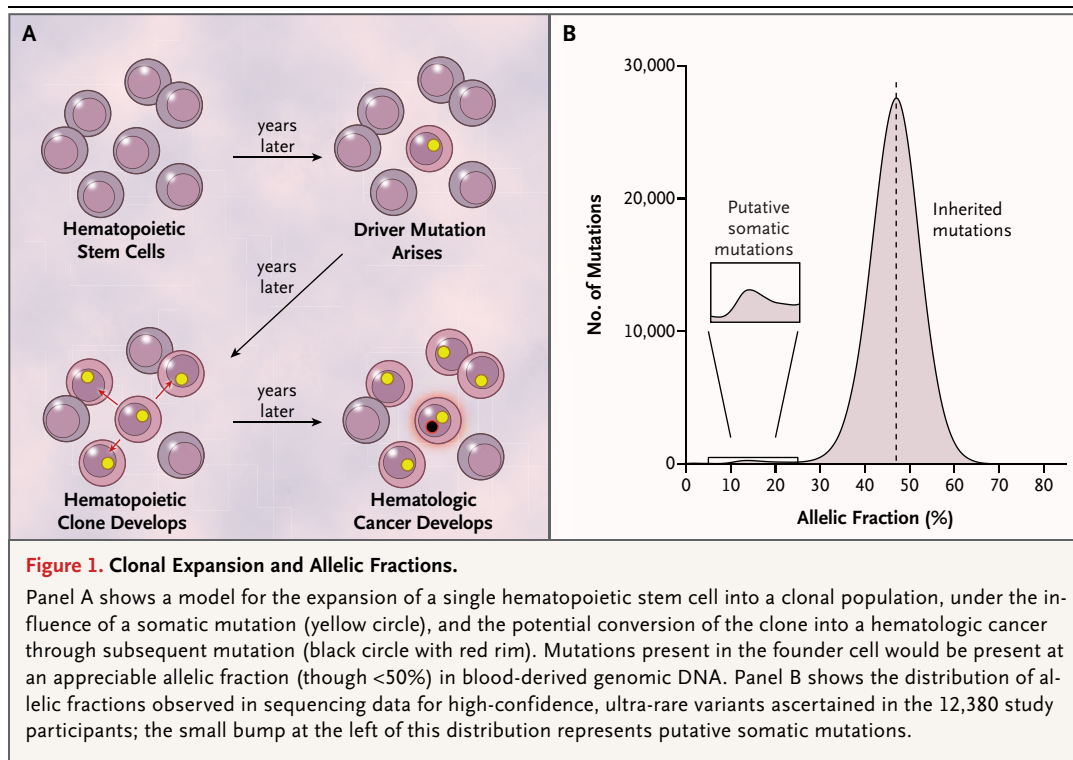 A
years
later
Hematopoietic
Stem Cells
Driver Mutation
Arises
years
later
years
later
Hematopoietic
Clone Develops
Hematologic
Cancer Develops
B
30,000
20,000
10,000
0
No. of Mutations
Putative
somatic
mutations
Inherited
mutations
0 10 20 30 40 50 60 70 80
Allelic Fraction (%)
Figure 1. Clonal Expansion and Allelic Fractions.
Panel A shows a model for the expansion of a single hematopoietic stem cell into a clonal population, under the in-
fluence of a somatic mutation (yellow circle), and the potential conversion of the clone into a hematologic cancer
through subsequent mutation (black circle with red rim). Mutations present in the founder cell would be present at
an appreciable allelic fraction (though <50%) in blood-derived genomic DNA. Panel B shows the distribution of al-
lelic fractions observed in sequencing data for high-confidence, ultra-rare variants ascertained in the 12,380 study
participants; the small bump at the left of this distribution represents putative somatic mutations.